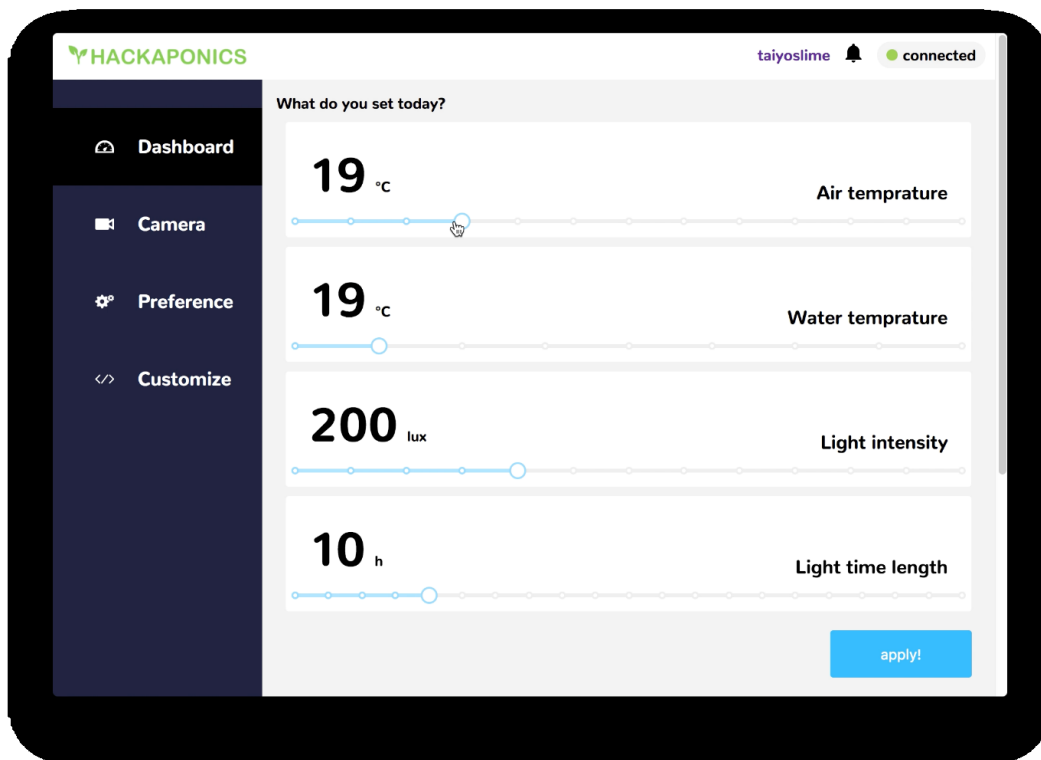 HACKAPONICS
taiyoslime
connected
What do you set today?
Dashboard
Camera
Preference
Customize
19 °C
Air temprature
19 °C
Water temprature
200 lux
Light intensity
10 h
Light time length
apply!